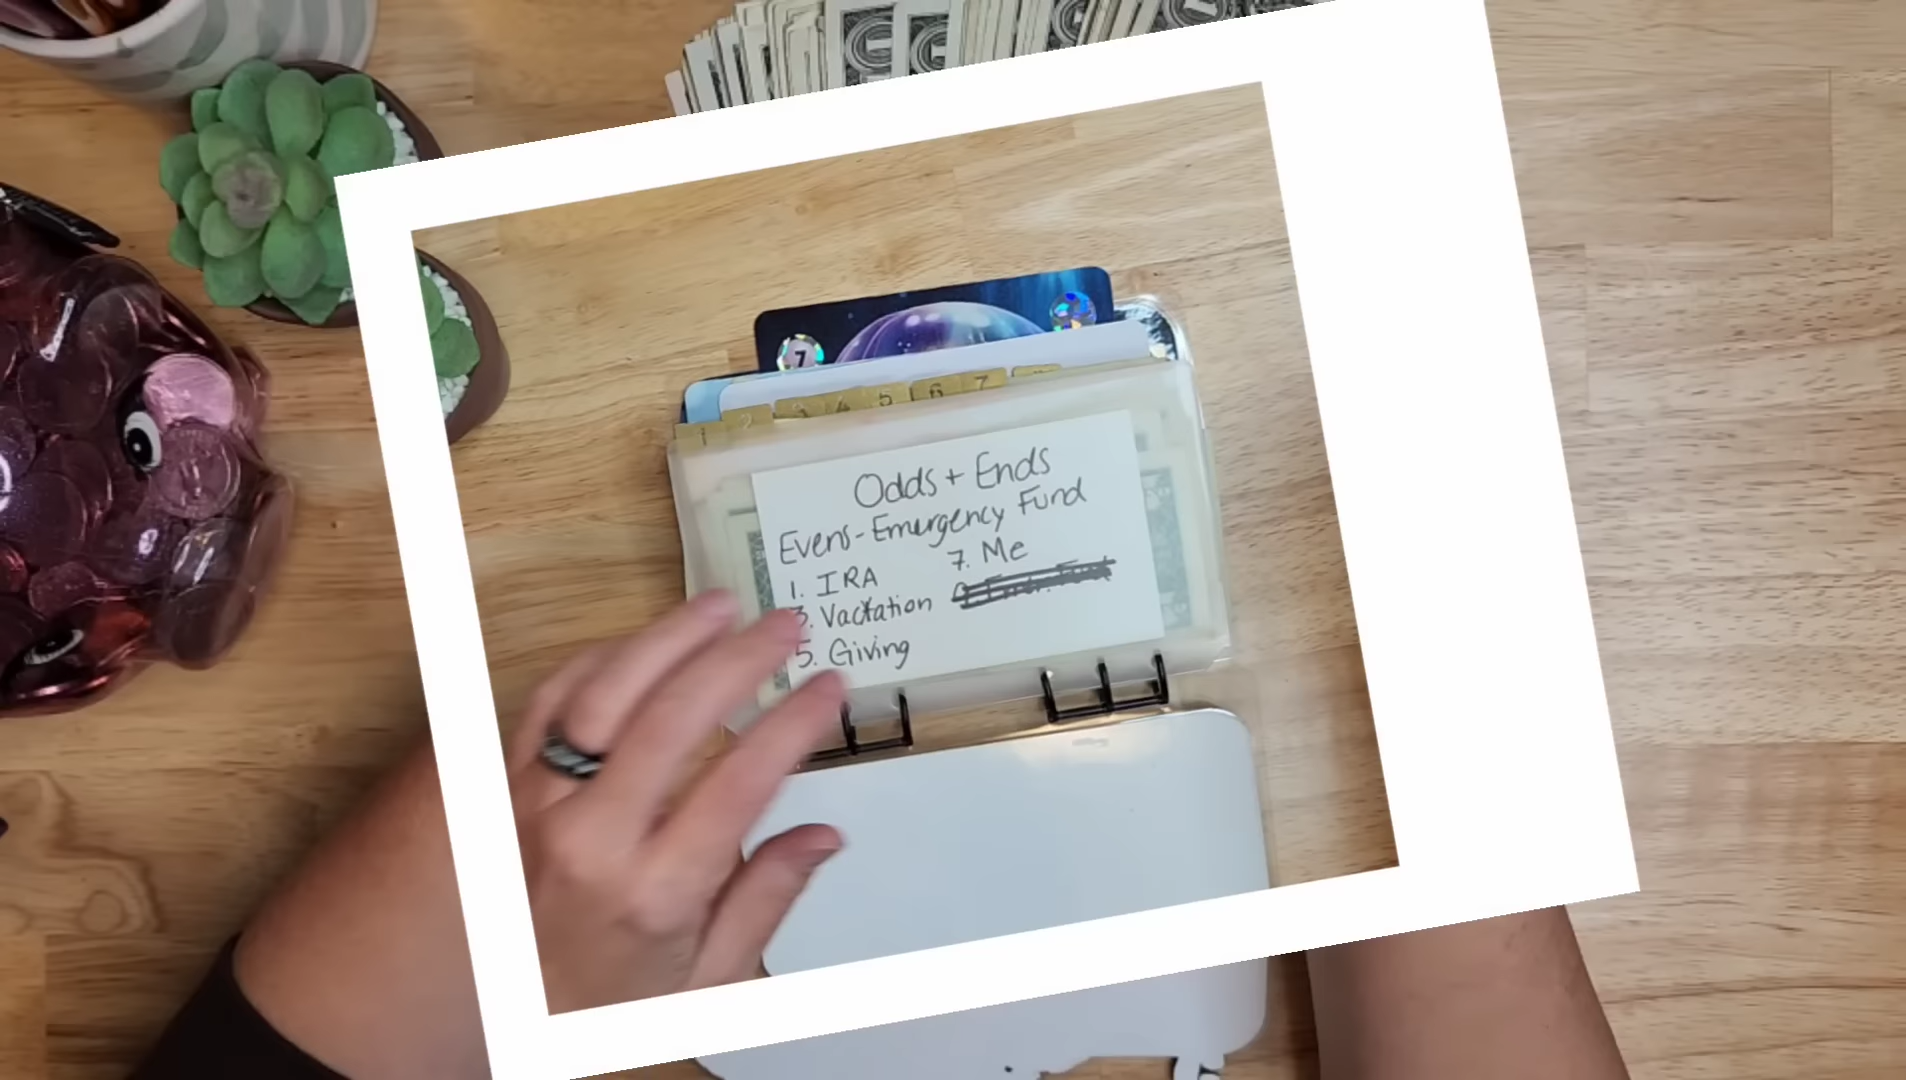 7
1 2 3 4 5 6 7
Odds + Ends
Evens - Emergency Fund
1. IRA
7. Me
3. Vacation
5. Giving